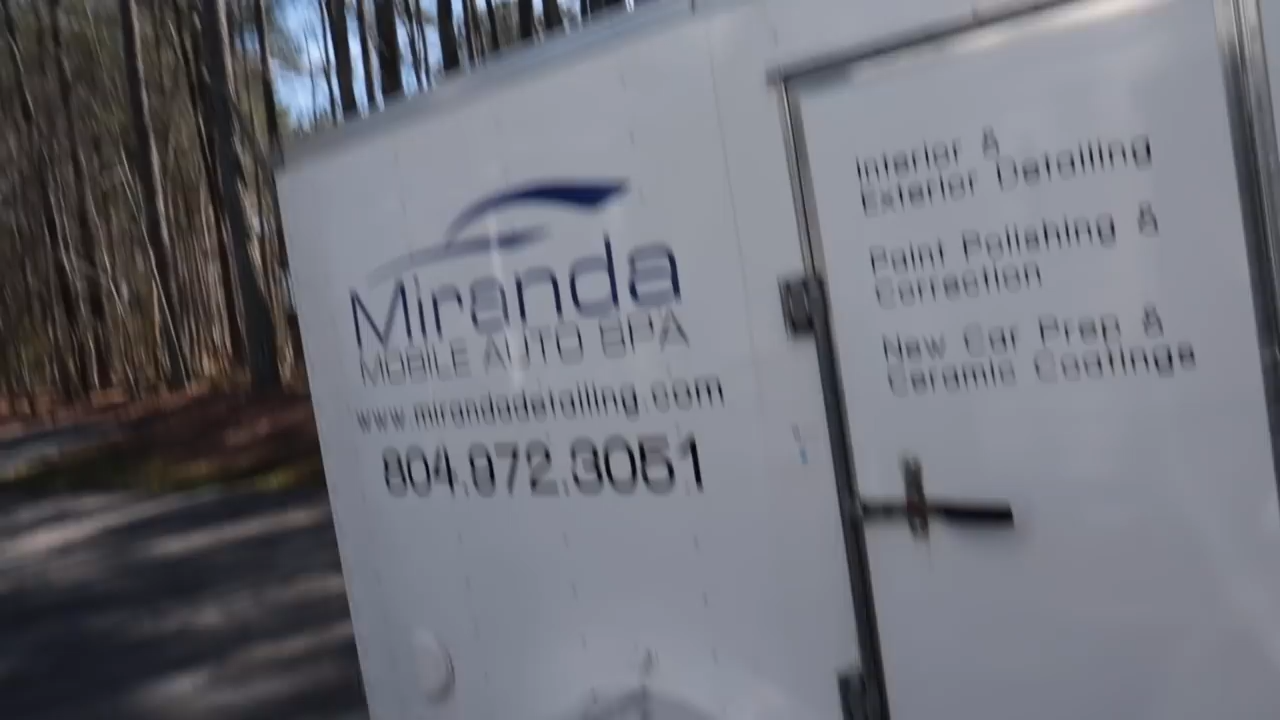 Miranda
MOBILE AUTO SPA
www.mirandadetailing.com
804.972.3051
Interior &
Exterior Detailing
Paint Polishing &
Correction
New Car Prep &
Ceramic Coatings